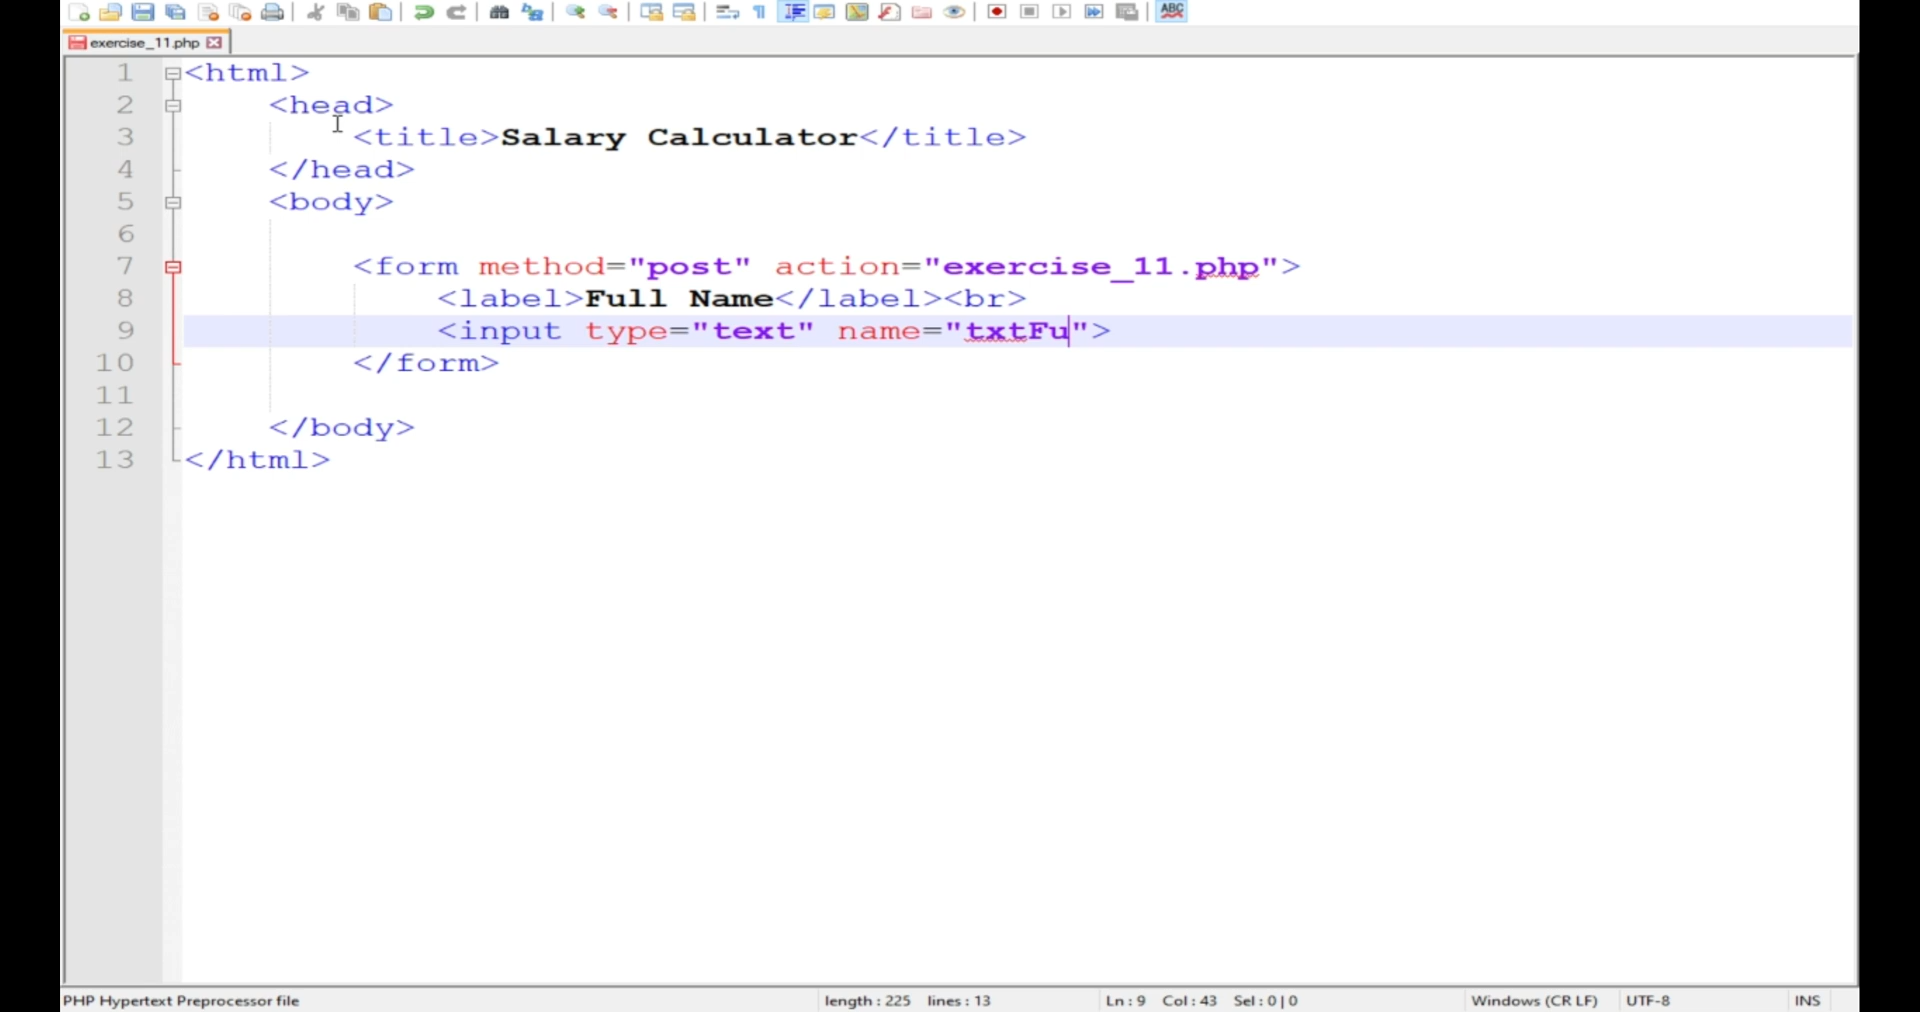 ABC
exercise_11.php
1 <html>
2 <head>
3 <title>Salary Calculator</title>
4 </head>
5 <body>
6
7 <form method="post" action="exercise_11.php">
8 <label>Full Name</label><br>
9 <input type="text" name="txtFu">
10 </form>
11
12 </body>
13 </html>
PHP Hypertext Preprocessor file length : 225 lines : 13 Ln : 9 Col : 43 Sel : 0 | 0 Windows (CR LF) UTF-8 INS